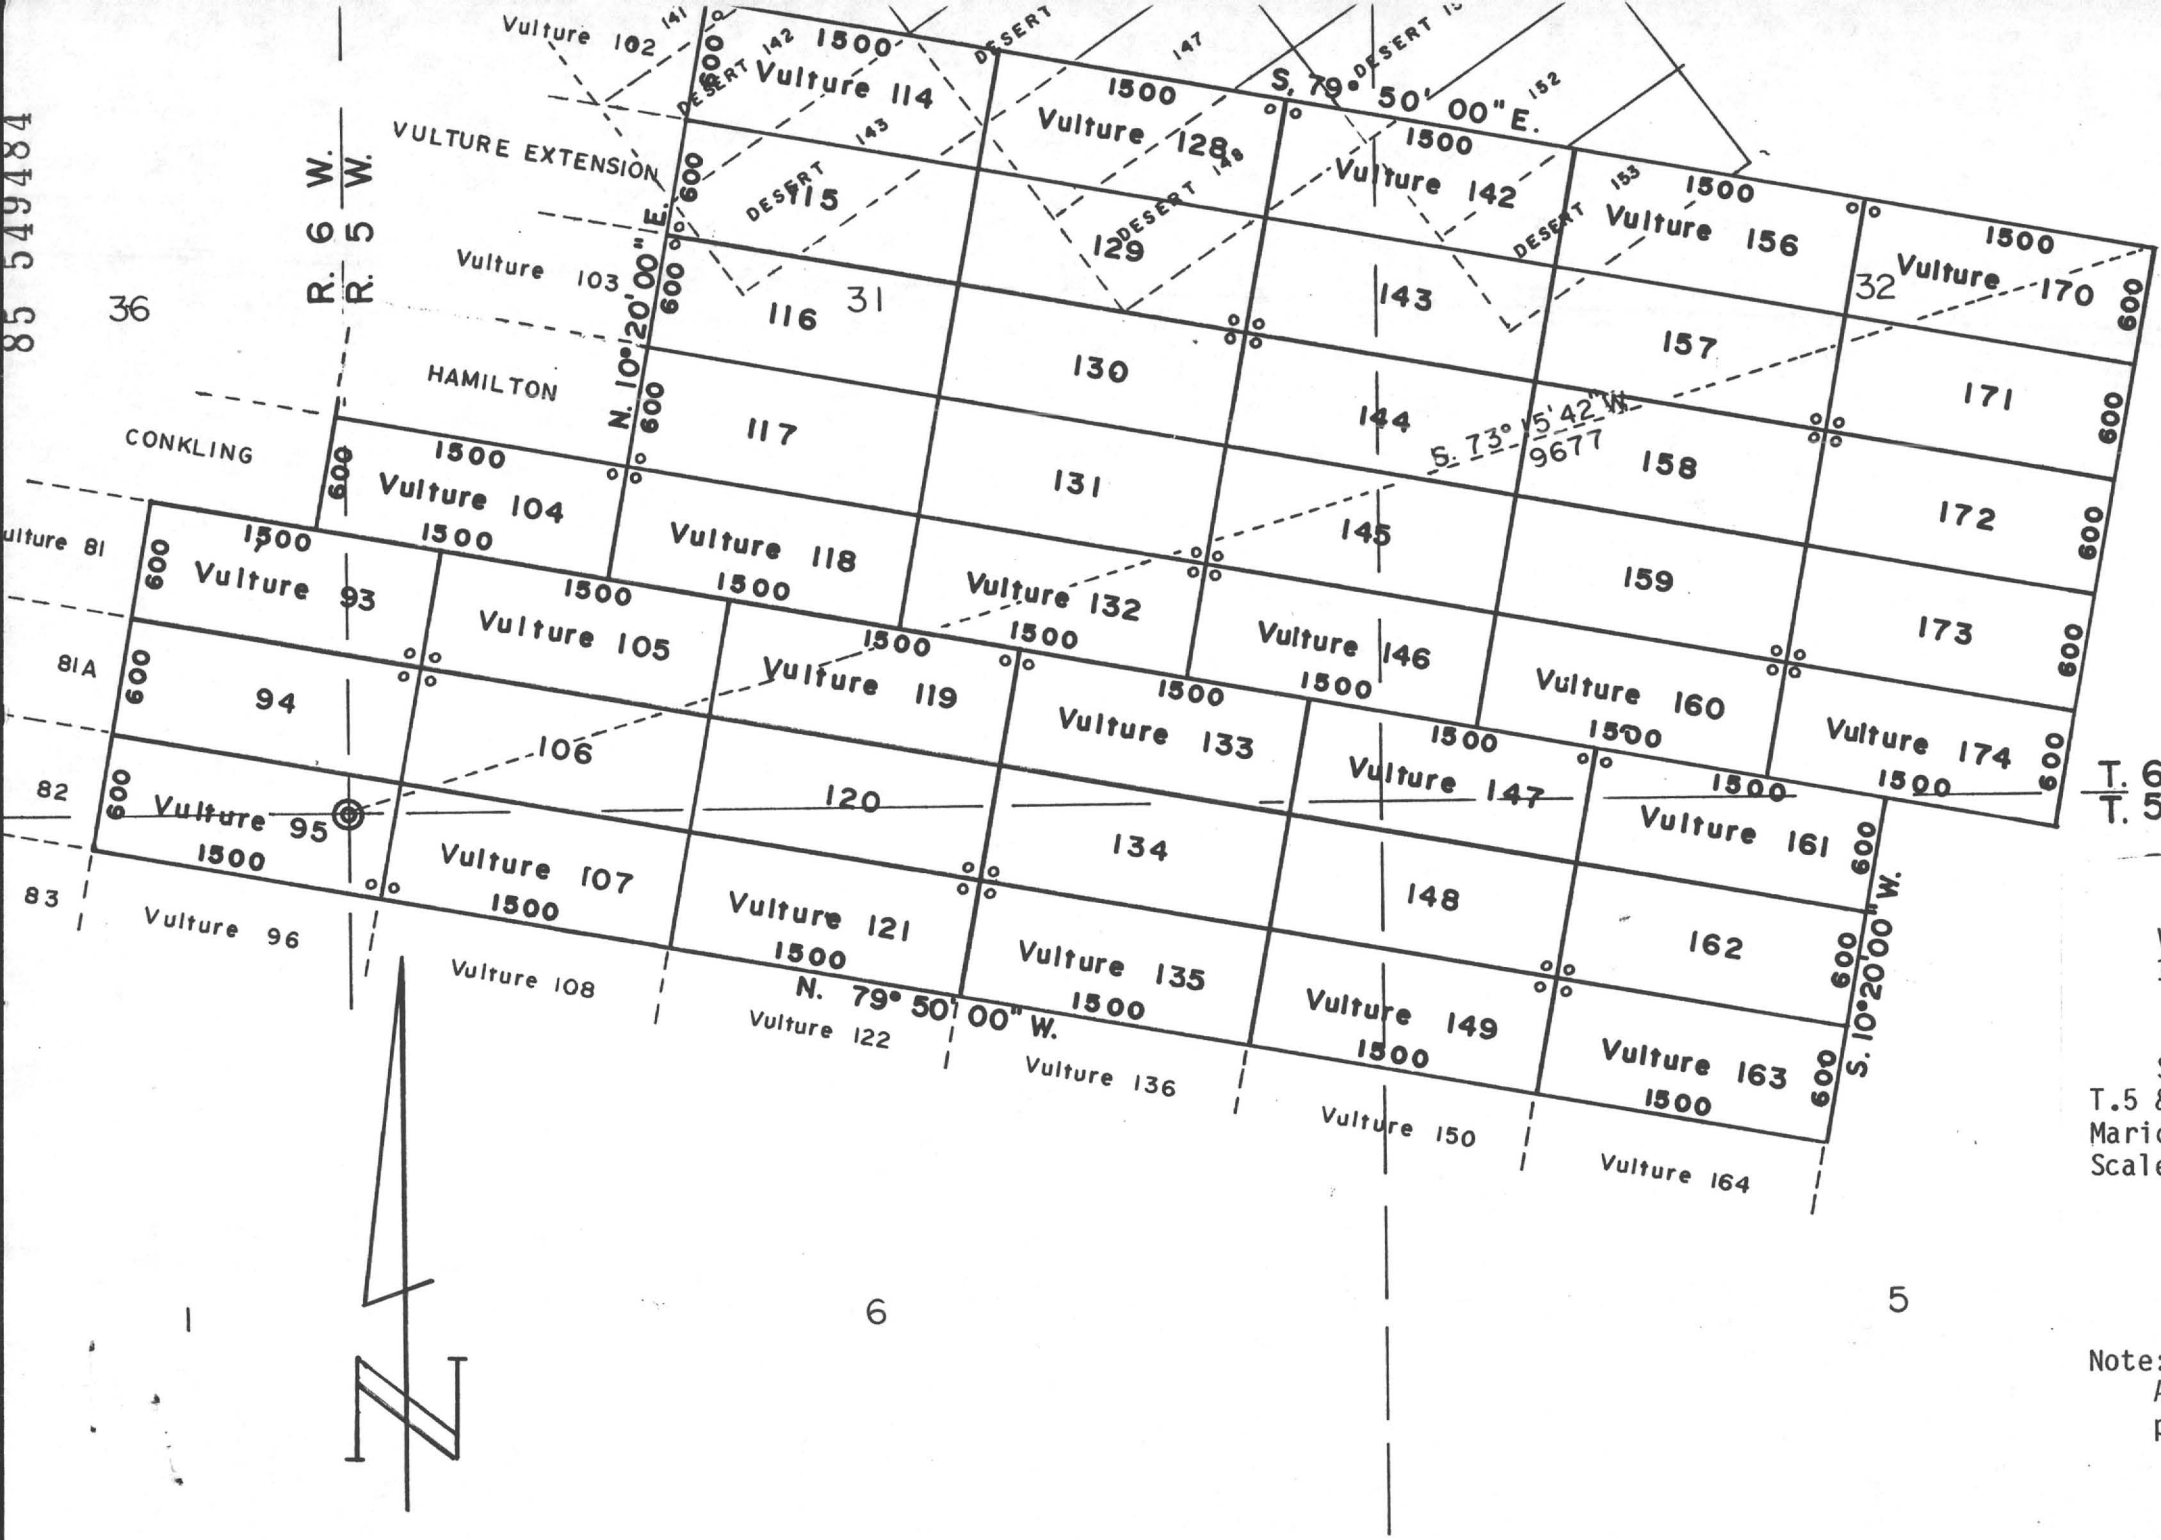 85 549484
R. 6 W.
R. 5 W.
36
31
32
Vulture 102
141
DESERT 142
600
1500
Vulture 114
DESERT
147
1500
S. 79° 50' 00" E.
DESERT
152
Vulture 128
148
1500
Vulture 142
153
1500
Vulture 156
1500
Vulture 170
600
VULTURE EXTENSION
600
143
DESERT
115
DESERT
129
143
DESERT
157
171
600
Vulture 103
N. 10° 20' 00" E.
600
116
130
144
S. 73° 15' 42" W.
9677
158
172
600
HAMILTON
600
117
131
145
159
173
600
CONKLING
600
1500
Vulture 104
1500
Vulture 118
1500
Vulture 132
1500
Vulture 146
1500
Vulture 160
1500
Vulture 174
1500
600
T. 6
T. 5
ulture 81
600
1500
Vulture 93
1500
Vulture 105
1500
Vulture 119
1500
Vulture 133
1500
Vulture 147
1500
Vulture 161
600
81A
600
94
106
120
134
148
162
600
82
600
Vulture 95
1500
Vulture 107
1500
Vulture 121
1500
Vulture 135
1500
Vulture 149
1500
Vulture 163
1500
600
S. 10° 20' 00" W.
83
Vulture 96
Vulture 108
N. 79° 50' 00" W.
Vulture 122
Vulture 136
Vulture 150
Vulture 164
T.5 &
Maric
Scale
1
6
5
Note:
N